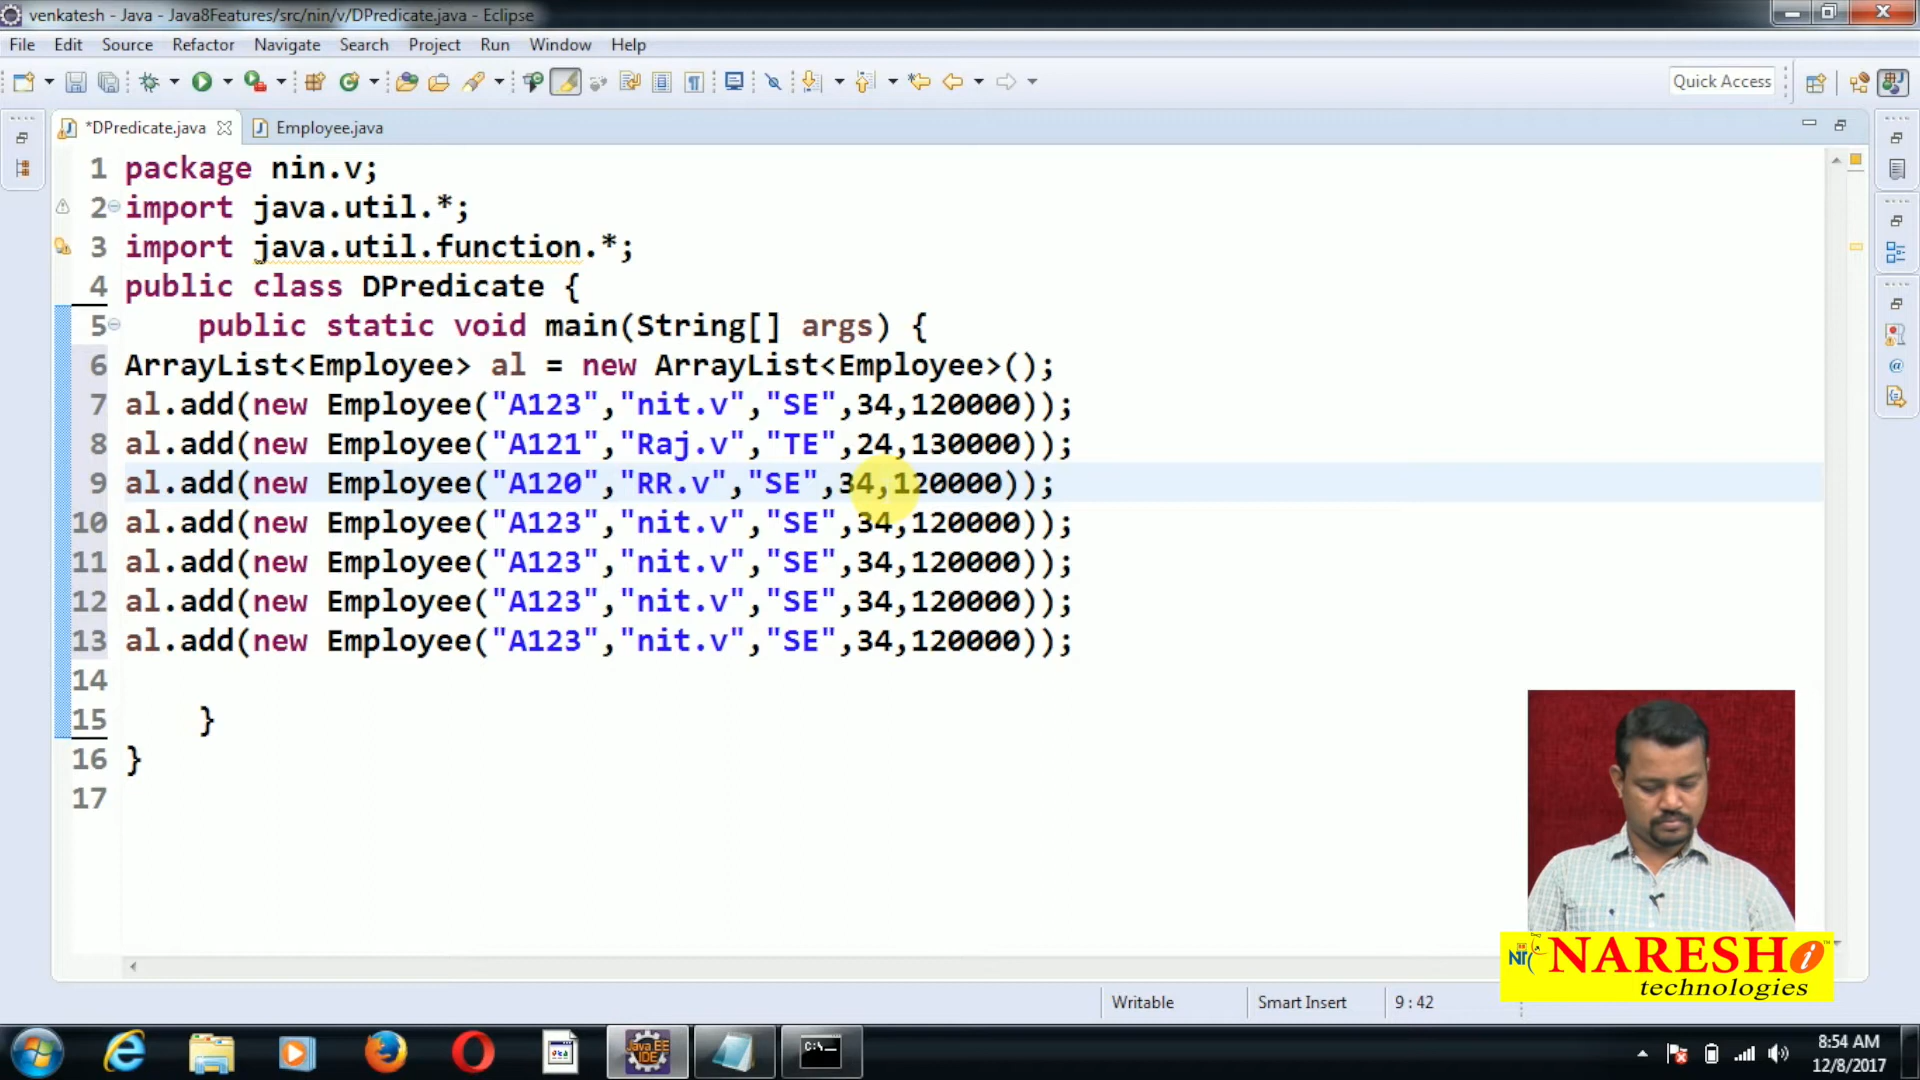 venkatesh - Java - Java8Features/src/nin/v/DPredicate.java - Eclipse
File Edit Source Refactor Navigate Search Project Run Window Help
Quick Access
*DPredicate.java Employee.java
1 package nin.v;
2 import java.util.*;
3 import java.util.function.*;
4 public class DPredicate {
5 public static void main(String[] args) {
6 ArrayList<Employee> al = new ArrayList<Employee>();
7 al.add(new Employee("A123","nit.v","SE",34,120000));
8 al.add(new Employee("A121","Raj.v","TE",24,130000));
9 al.add(new Employee("A120","RR.v","SE",34,120000));
10 al.add(new Employee("A123","nit.v","SE",34,120000));
11 al.add(new Employee("A123","nit.v","SE",34,120000));
12 al.add(new Employee("A123","nit.v","SE",34,120000));
13 al.add(new Employee("A123","nit.v","SE",34,120000));
14
15 }
16 }
17
NARESH i
technologies
Writable Smart Insert 9 : 42
Java EE
IDE
C:\
8:54 AM
12/8/2017